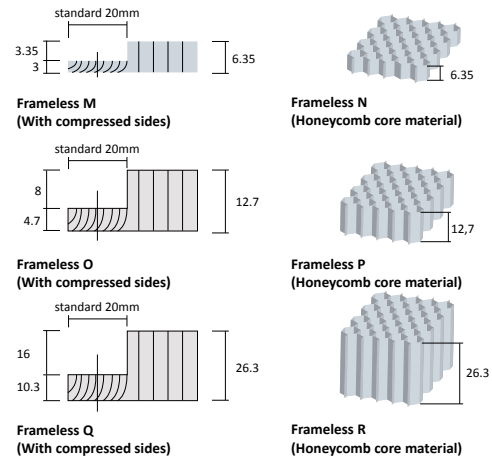 standard 20mm
3.35
3
6.35
6.35
Frameless M
(With compressed sides)
Frameless N
(Honeycomb core material)
standard 20mm
8
4.7
12.7
12,7
Frameless O
(With compressed sides)
Frameless P
(Honeycomb core material)
standard 20mm
16
10.3
26.3
26.3
Frameless Q
(With compressed sides)
Frameless R
(Honeycomb core material)